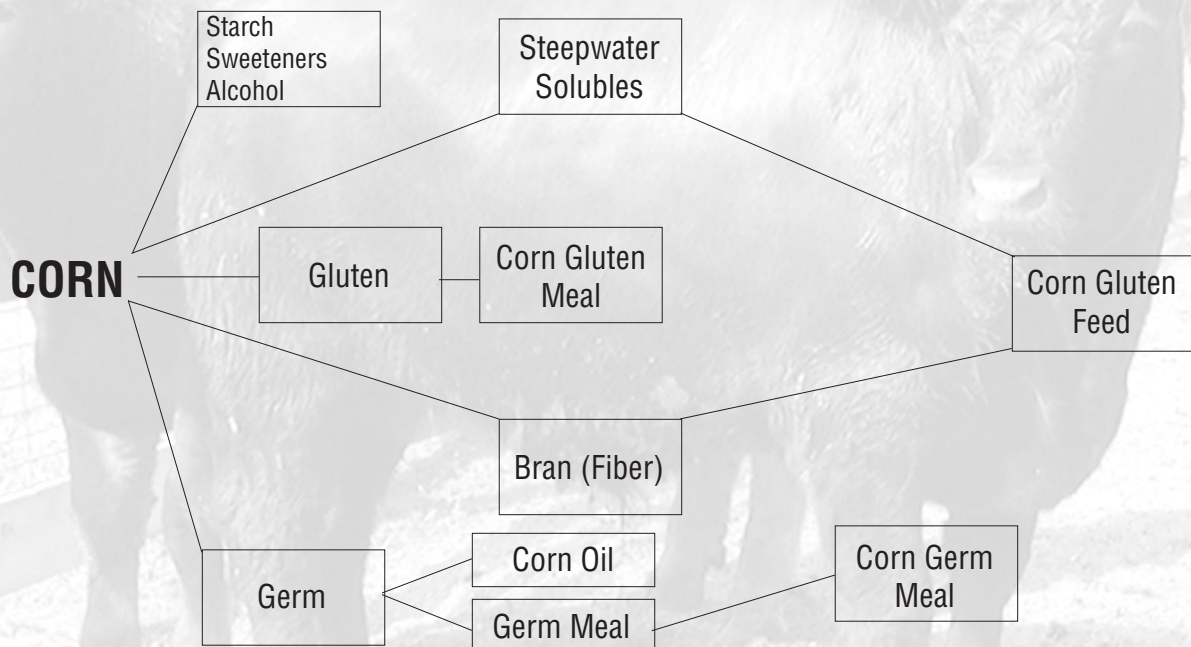 Starch
Sweeteners
Alcohol
Steepwater
Solubles
CORN
Gluten
Corn Gluten
Meal
Corn Gluten
Feed
Bran (Fiber)
Germ
Corn Oil
Germ Meal
Corn Germ
Meal